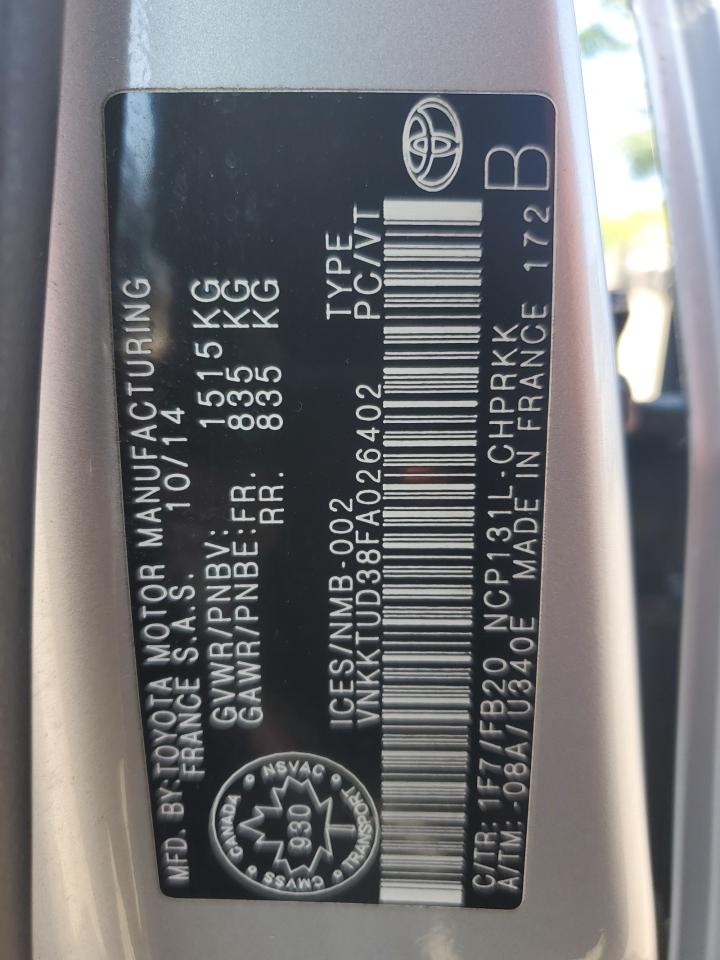 MFD. BY:TOYOTA MOTOR MANUFACTURING
FRANCE S.A.S. 10/14
GVWR/PNBV: 1515KG
GAWR/PNBE:FR. 835 KG
RR. 835 KG
CANADA NSVAC TRANSPORT CMVSS
930
ICES/NMB-002 TYPE
VNKKTUD38FA026402 PC/VT
C/TR: 1F7/FB20 NCP131L-CHPRKK
A/TM: -08A/U340E MADE IN FRANCE 172
B